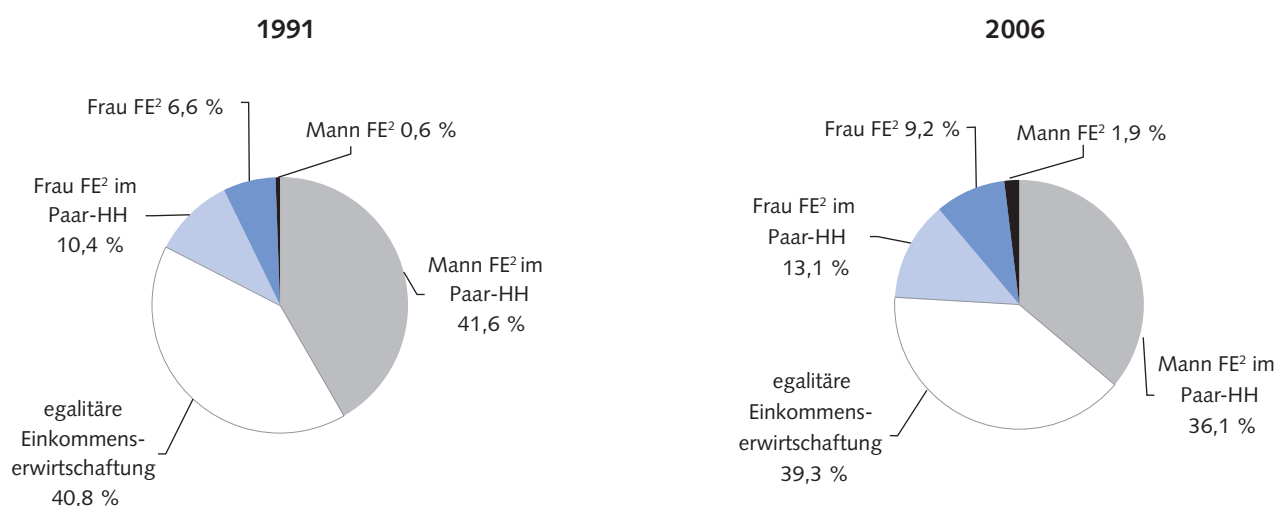 1991
Frau FE² 6,6 %
Mann FE² 0,6 %
Frau FE² im
Paar-HH
10,4 %
Mann FE² im
Paar-HH
41,6 %
egalitäre
Einkommens-
erwirtschaftung
40,8 %
2006
Frau FE² 9,2 %
Mann FE² 1,9 %
Frau FE² im
Paar-HH
13,1 %
Mann FE² im
Paar-HH
36,1 %
egalitäre
Einkommens-
erwirtschaftung
39,3 %